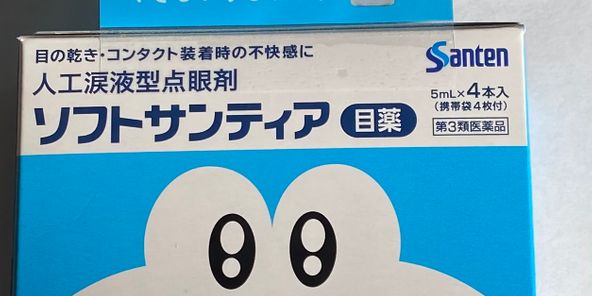 目の乾き・コンタクト装着時の不快感に
人工涙液型点眼剤
ソフトサンティア 目薬
Santen
5mL×4本入
(携帯袋4枚付)
第3類医薬品